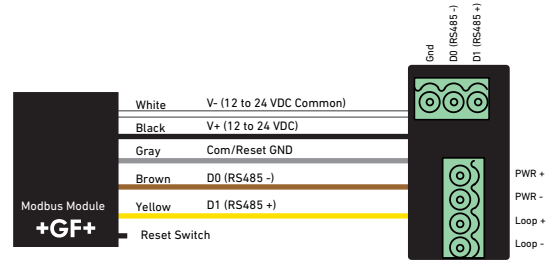 Gnd
D0 (RS485 -)
D1 (RS485 +)
White V- (12 to 24 VDC Common)
Black V+ (12 to 24 VDC)
Gray Com/Reset GND
Brown D0 (RS485 -)
Yellow D1 (RS485 +)
Reset Switch
Modbus Module
+GF+
PWR +
PWR -
Loop +
Loop -